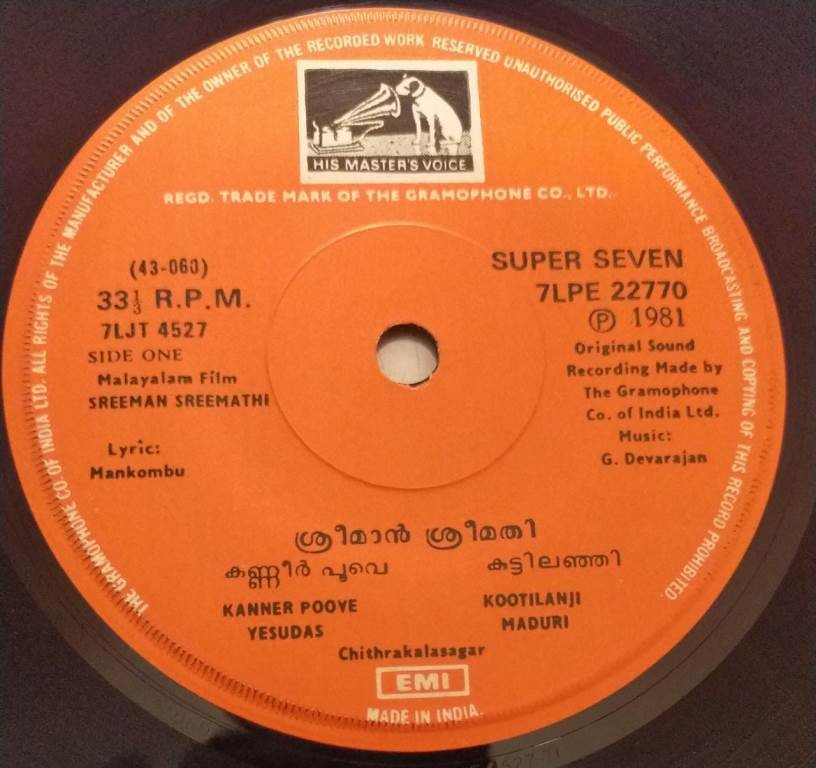 THE GRAMOPHONE CO OF INDIA LTD. ALL RIGHTS OF THE MANUFACTURER AND OF THE OWNER OF THE RECORDED WORK RESERVED UNAUTHORISED PUBLIC PERFORMANCE BROADCASTING AND COPYING OF THIS RECORD PROHIBITED.
HIS MASTER'S VOICE
REGD. TRADE MARK OF THE GRAMOPHONE CO., LTD.
(43-060)
33⅓ R.P.M.
7LJT 4527
SIDE ONE
Malayalam Film
SREEMAN SREEMATHI
Lyric:
Mankombu
SUPER SEVEN
7LPE 22770
Ⓟ 1981
Original Sound
Recording Made by
The Gramophone
Co. of India Ltd.
Music:
G. Devarajan
ശ്രീമാൻ ശ്രീമതി
കണ്ണീർ പൂവെ
KANNER POOVE
YESUDAS
കുട്ടിലഞ്ഞി
KOOTILANJI
MADURI
Chithrakalasagar
EMI
MADE IN INDIA.